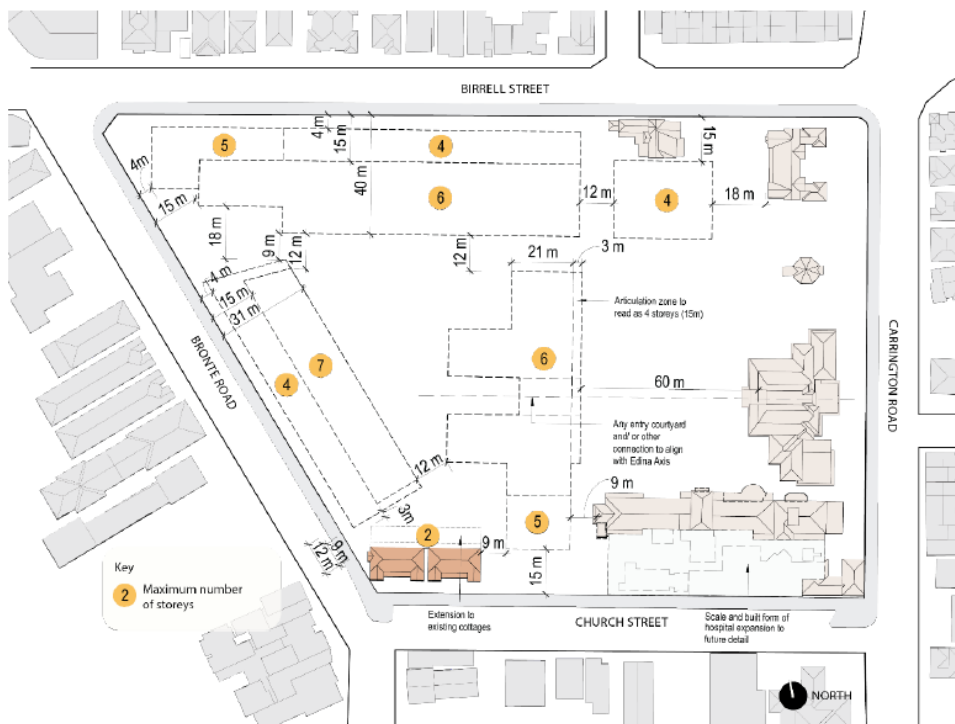 BIRRELL STREET
5
4 m
15 m
4
4m
40 m
15 m
6
12 m
4
18 m
15 m
18 m
9 m
12 m
12 m
21 m
3 m
4 m
15 m
31 m
Articulation zone to
read as 4 storeys (15m)
BRONTE ROAD
4
7
6
60 m
CARRINGTON ROAD
Any entry courtyard
and/ or other
connection to align
with Edina Axis
12 m
3m
9 m
2
5
9 m
9 m
12 m
15 m
Key
2
Maximum number
of storeys
Extension to
existing cottages
CHURCH STREET
Scale and built form of
hospital expansion to
future detail
NORTH